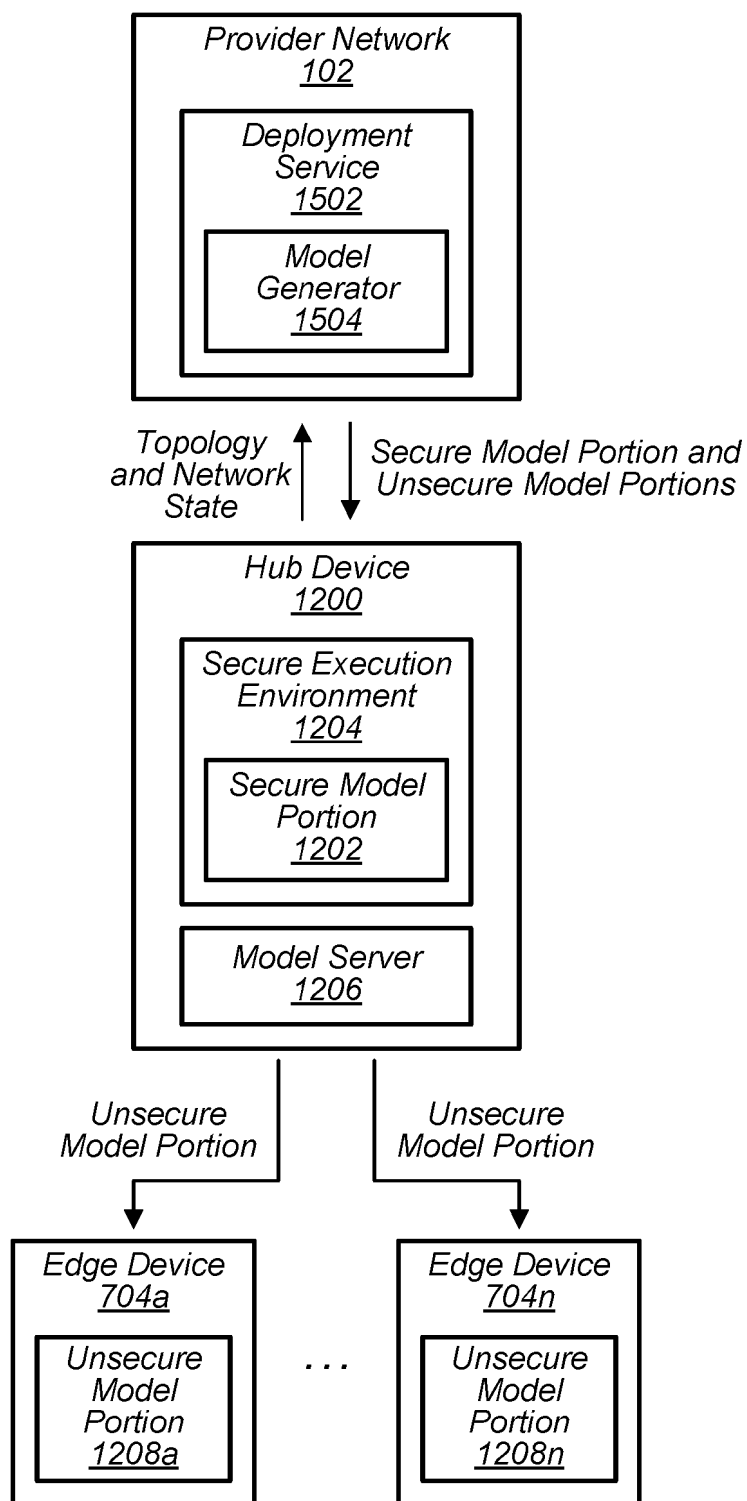 Provider Network
102
Deployment
Service
1502
Model
Generator
1504
Topology
and Network
State
Secure Model Portion and
Unsecure Model Portions
Hub Device
1200
Secure Execution
Environment
1204
Secure Model
Portion
1202
Model Server
1206
Unsecure
Model Portion
Unsecure
Model Portion
Edge Device
704a
Unsecure
Model
Portion
1208a
. . .
Edge Device
704n
Unsecure
Model
Portion
1208n